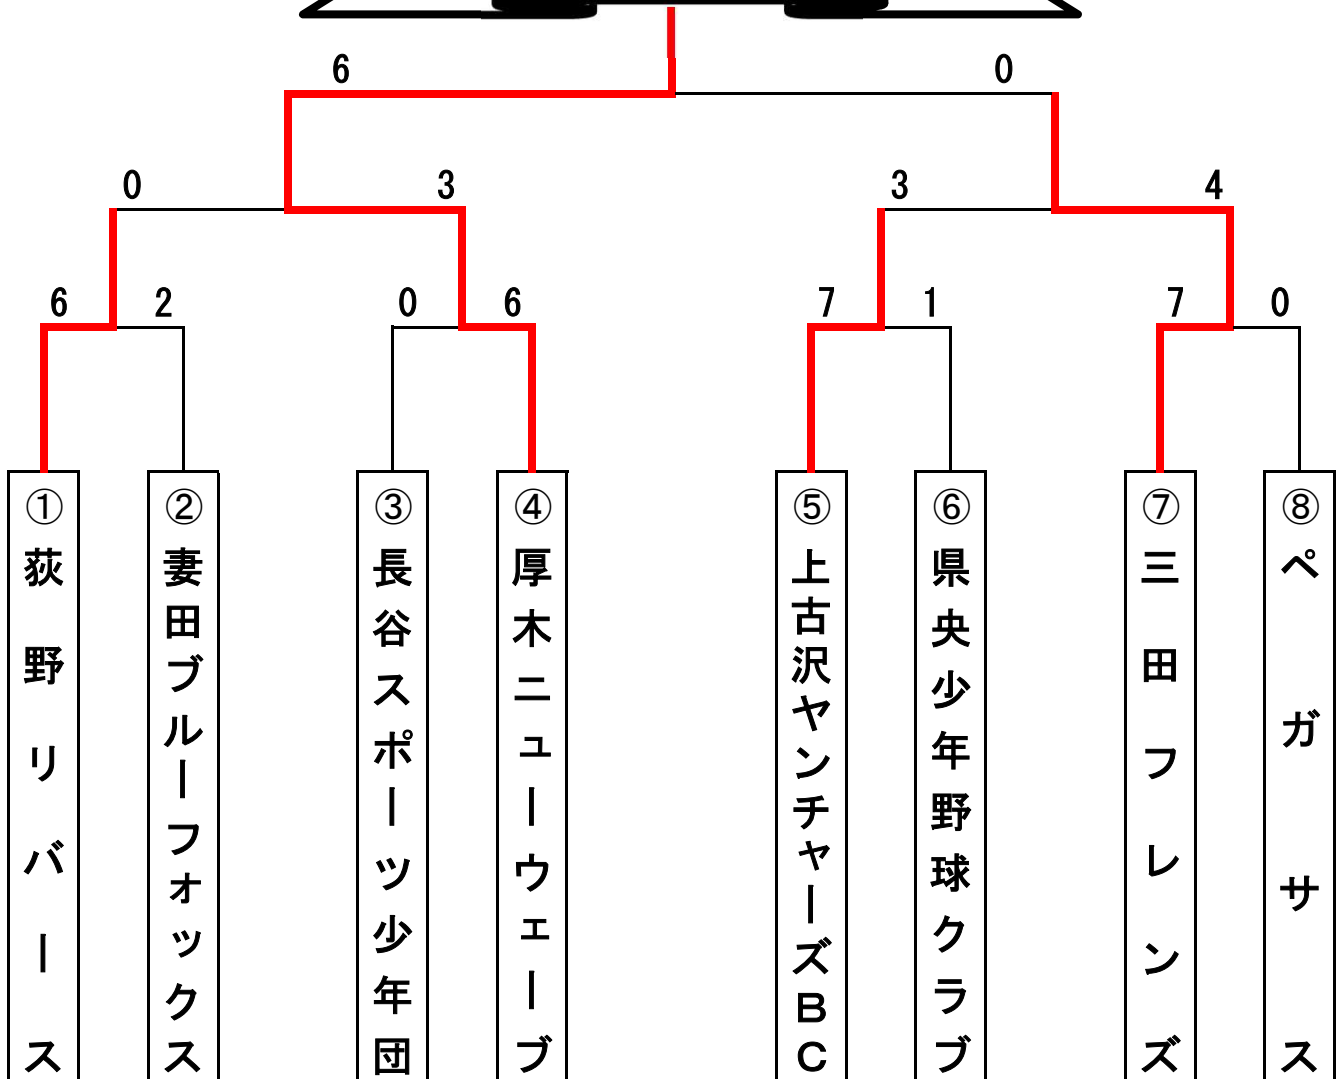 6 0
0 3 3 4
6 2 0 6 7 1 7 0
①荻野リバース
②妻田ブルーフォックス
③長谷スポーツ少年団
④厚木ニューウェーブ
⑤上古沢ヤンチャーズBC
⑥県央少年野球クラブ
⑦三田フレンズ
⑧ペガサス